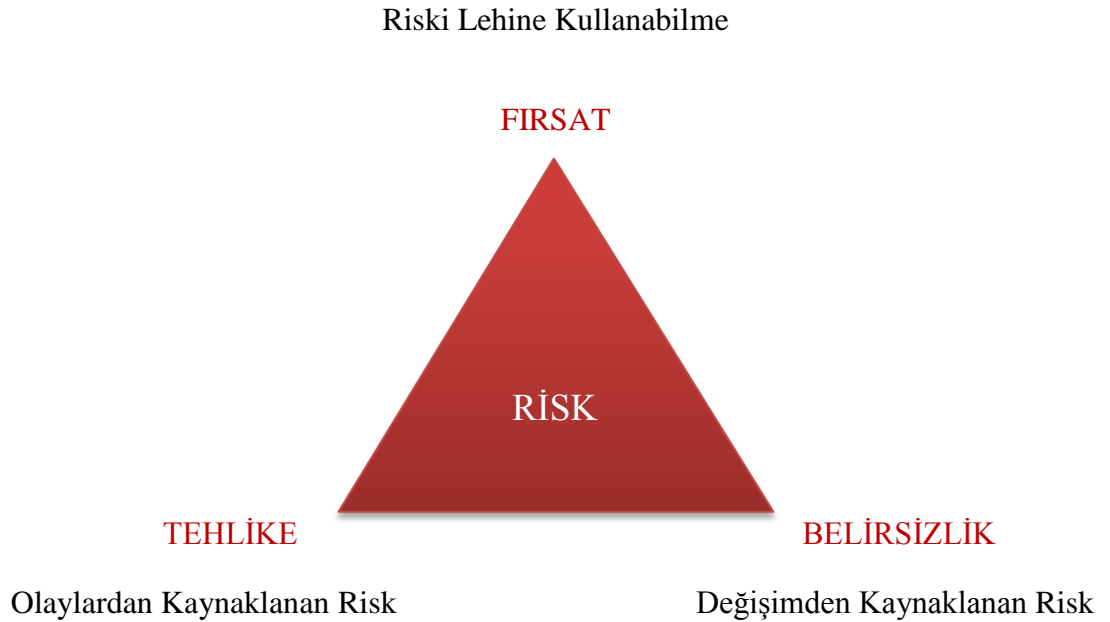 Riski Lehine Kullanabilme
FIRSAT
RİSK
TEHLİKE
BELİRSİZLİK
Olaylardan Kaynaklanan Risk
Değişimden Kaynaklanan Risk